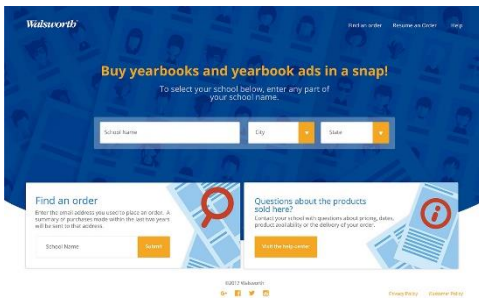 Walsworth
Find an order Resume an Order Help
Buy yearbooks and yearbook ads in a snap!
To select your school below, enter any part of
your school name.
School Name City State
Find an order
Enter the email address you used to place an order. A
summary of purchases made within the last two years
will be sent to that address.
School Name Submit
Questions about the products
sold here?
Contact your school with questions about pricing, dates,
product availability or the delivery of your order.
Visit the help center
©2017 Walsworth
Privacy Policy Customer Policy